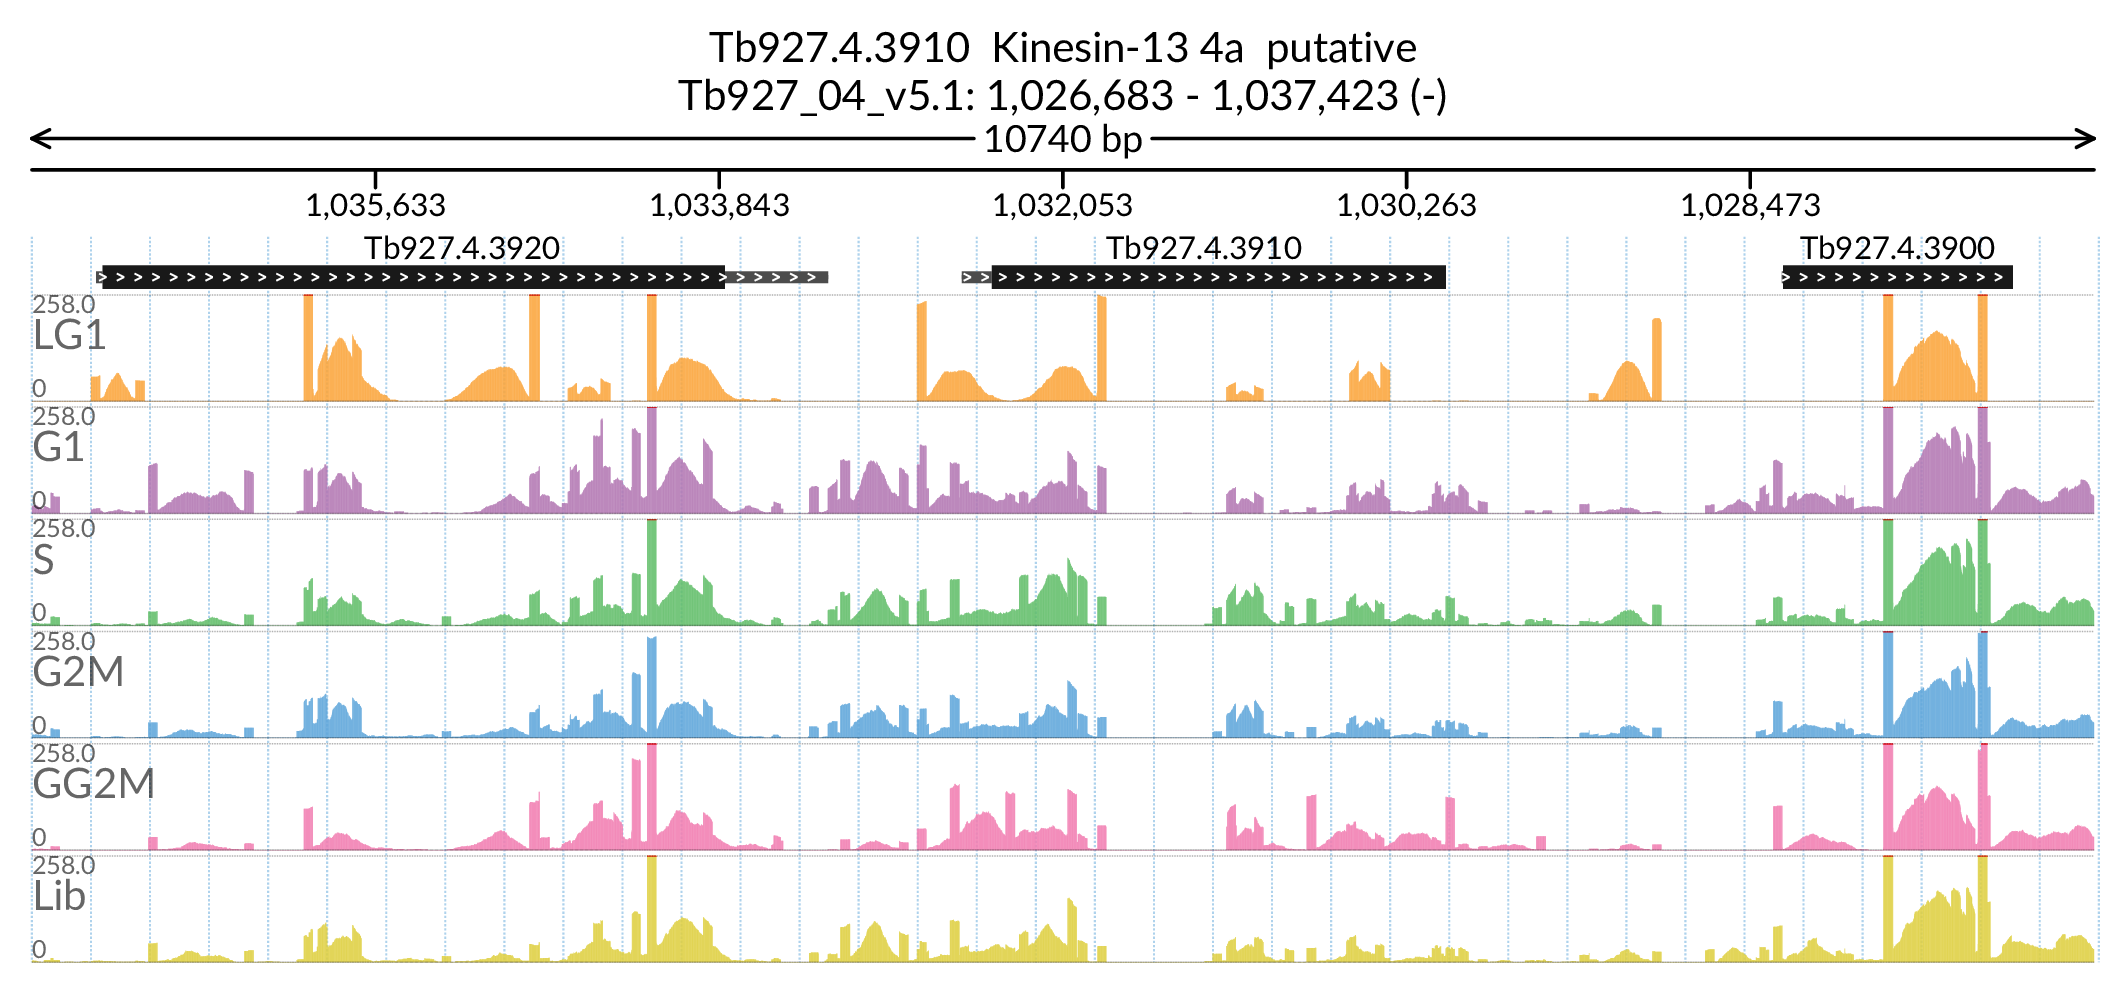 Tb927.4.3910 Kinesin-13 4a putative
Tb927_04_v5.1: 1,026,683 - 1,037,423 (-)
10740 bp
1,035,633 1,033,843 1,032,053 1,030,263 1,028,473
Tb927.4.3920 Tb927.4.3910 Tb927.4.3900
258.0
LG1
0
258.0
G1
0
258.0
S
0
258.0
G2M
0
258.0
GG2M
0
258.0
Lib
0